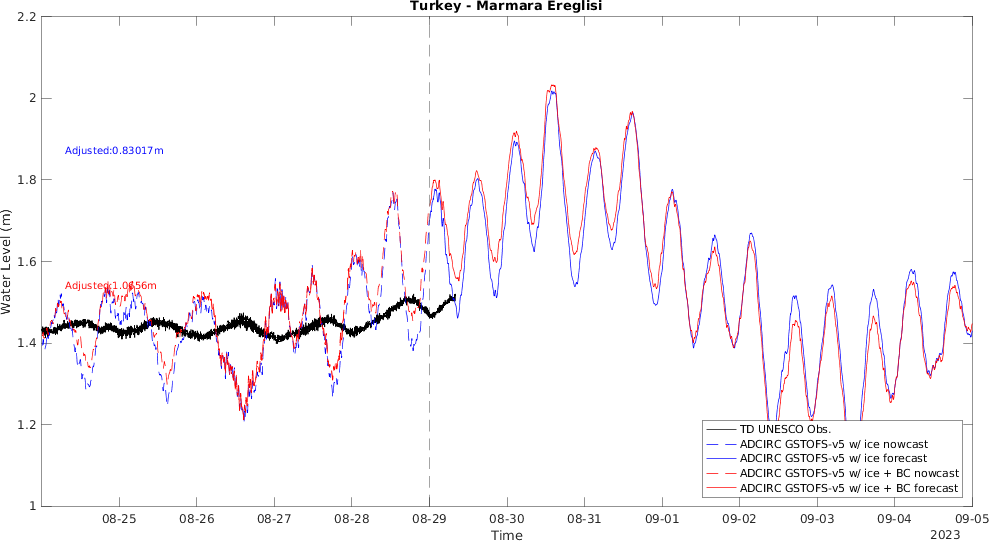 Turkey - Marmara Ereglisi
2.2
2
1.8
1.6
1.4
1.2
1
Water Level (m)
Adjusted:0.83017m
Adjusted:1.0656m
TD UNESCO Obs.
ADCIRC GSTOFS-v5 w/ ice nowcast
ADCIRC GSTOFS-v5 w/ ice forecast
ADCIRC GSTOFS-v5 w/ ice + BC nowcast
ADCIRC GSTOFS-v5 w/ ice + BC forecast
08-25 08-26 08-27 08-28 08-29 08-30 08-31 09-01 09-02 09-03 09-04 09-05
Time
2023